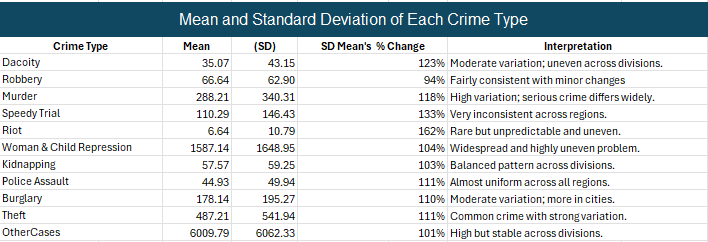 Mean and Standard Deviation of Each Crime Type
Crime Type Mean (SD) SD Mean's % Change Interpretation
Dacoity 35.07 43.15 123% Moderate variation; uneven across divisions.
Robbery 66.64 62.90 94% Fairly consistent with minor changes
Murder 288.21 340.31 118% High variation; serious crime differs widely.
Speedy Trial 110.29 146.43 133% Very inconsistent across regions.
Riot 6.64 10.79 162% Rare but unpredictable and uneven.
Woman & Child Repression 1587.14 1648.95 104% Widespread and highly uneven problem.
Kidnapping 57.57 59.25 103% Balanced pattern across divisions.
Police Assault 44.93 49.94 111% Almost uniform across all regions.
Burglary 178.14 195.27 110% Moderate variation; more in cities.
Theft 487.21 541.94 111% Common crime with strong variation.
OtherCases 6009.79 6062.33 101% High but stable across divisions.